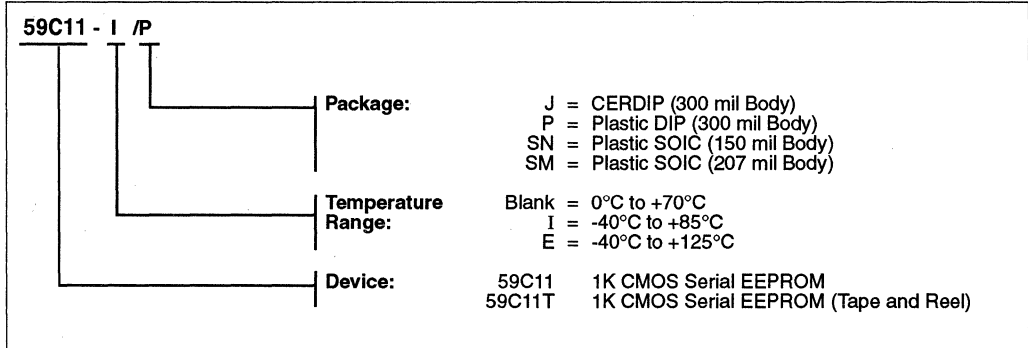 59C11 - I /P
Package: J = CERDIP (300 mil Body)
P = Plastic DIP (300 mil Body)
SN = Plastic SOIC (150 mil Body)
SM = Plastic SOIC (207 mil Body)
Temperature Blank = 0°C to +70°C
Range: I = -40°C to +85°C
E = -40°C to +125°C
Device: 59C11 1K CMOS Serial EEPROM
59C11T 1K CMOS Serial EEPROM (Tape and Reel)